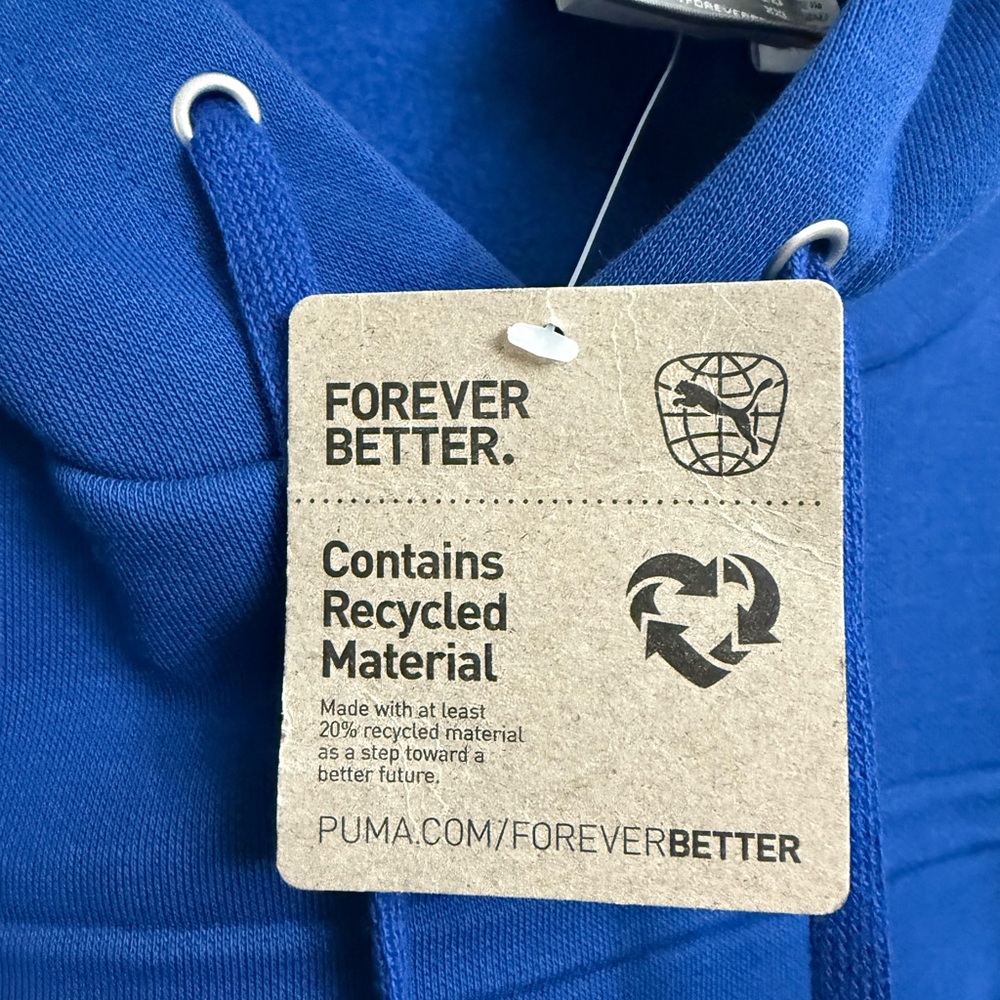 FOREVER
BETTER.
Contains
Recycled
Material
Made with at least
20% recycled material
as a step toward a
better future.
PUMA.COM/FOREVERBETTER